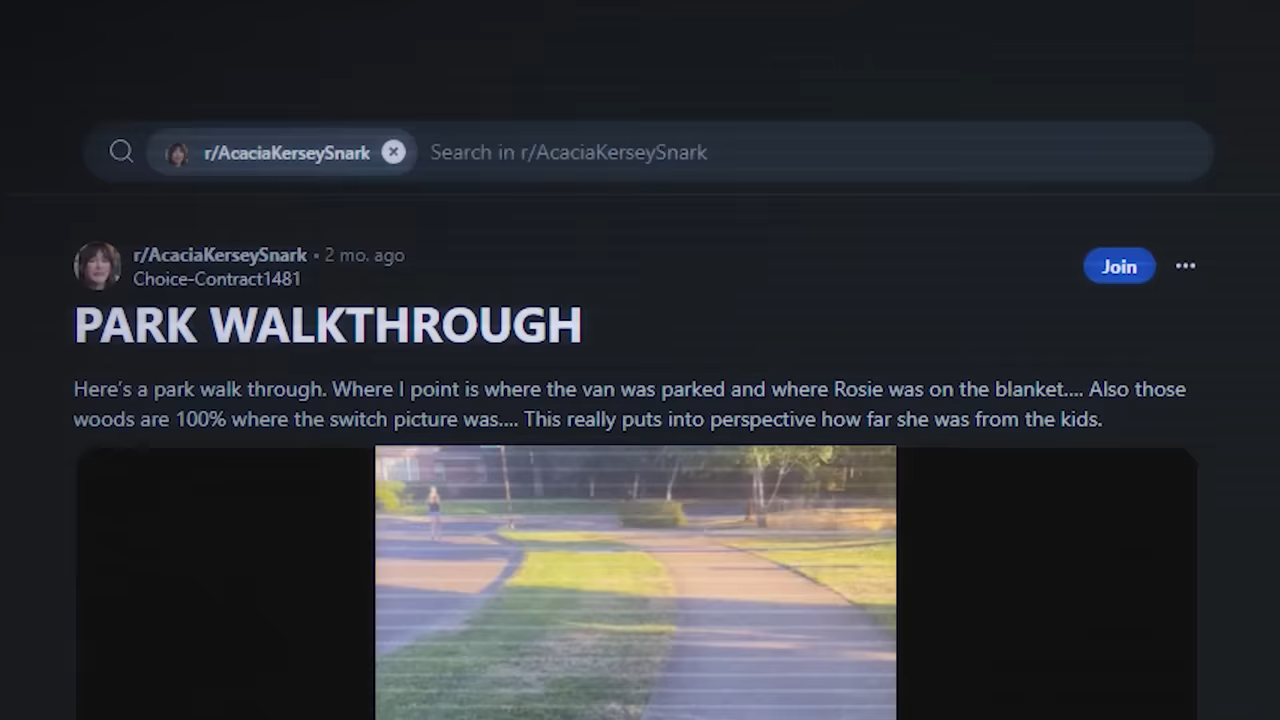 r/AcaciaKerseySnark Search in r/AcaciaKerseySnark
r/AcaciaKerseySnark • 2 mo. ago
Choice-Contract1481
Join
PARK WALKTHROUGH
Here's a park walk through. Where I point is where the van was parked and where Rosie was on the blanket.... Also those
woods are 100% where the switch picture was.... This really puts into perspective how far she was from the kids.